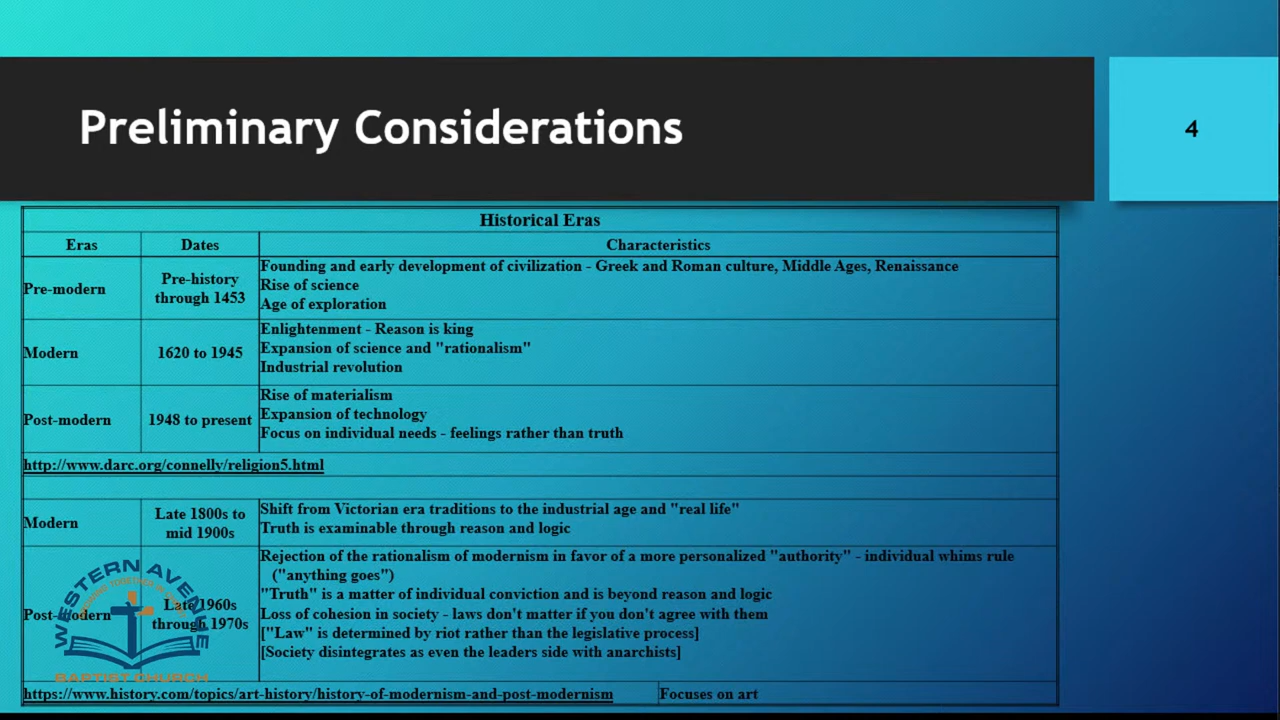 Preliminary Considerations
4
Historical Eras
Eras Dates Characteristics
Pre-modern
Pre-history
through 1453
Founding and early development of civilization - Greek and Roman culture, Middle Ages, Renaissance
Rise of science
Age of exploration
Modern
1620 to 1945
Enlightenment - Reason is king
Expansion of science and "rationalism"
Industrial revolution
Post-modern
1948 to present
Rise of materialism
Expansion of technology
Focus on individual needs - feelings rather than truth
http://www.darc.org/connelly/religion5.html
Modern
Late 1800s to
mid 1900s
Shift from Victorian era traditions to the industrial age and "real life"
Truth is examinable through reason and logic
Post-modern
Late 1960s
through 1970s
Rejection of the rationalism of modernism in favor of a more personalized "authority" - individual whims rule
("anything goes")
"Truth" is a matter of individual conviction and is beyond reason and logic
Loss of cohesion in society - laws don't matter if you don't agree with them
["Law" is determined by riot rather than the legislative process]
[Society disintegrates as even the leaders side with anarchists]
WESTERN AVENUE
BAPTIST CHURCH
https://www.history.com/topics/art-history/history-of-modernism-and-post-modernism Focuses on art